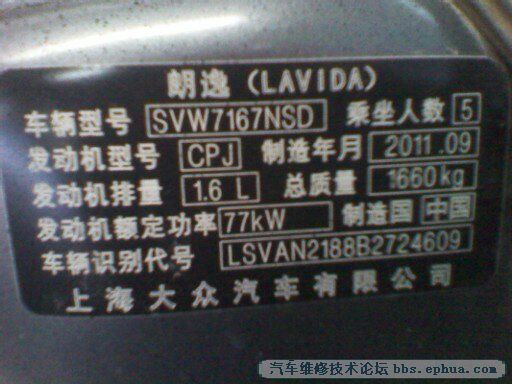 朗逸 (LAVIDA)
车辆型号 SVW7167NSD 乘坐人数 5
发动机型号 CPJ 制造年月 2011.09
发动机排量 1.6 L 总质量 1660kg
发动机额定功率 77kW 制造国 中国
车辆识别代号 LSVAN2188B2724609
上海大众汽车有限公司
汽车维修技术论坛 bbs.ephua.com